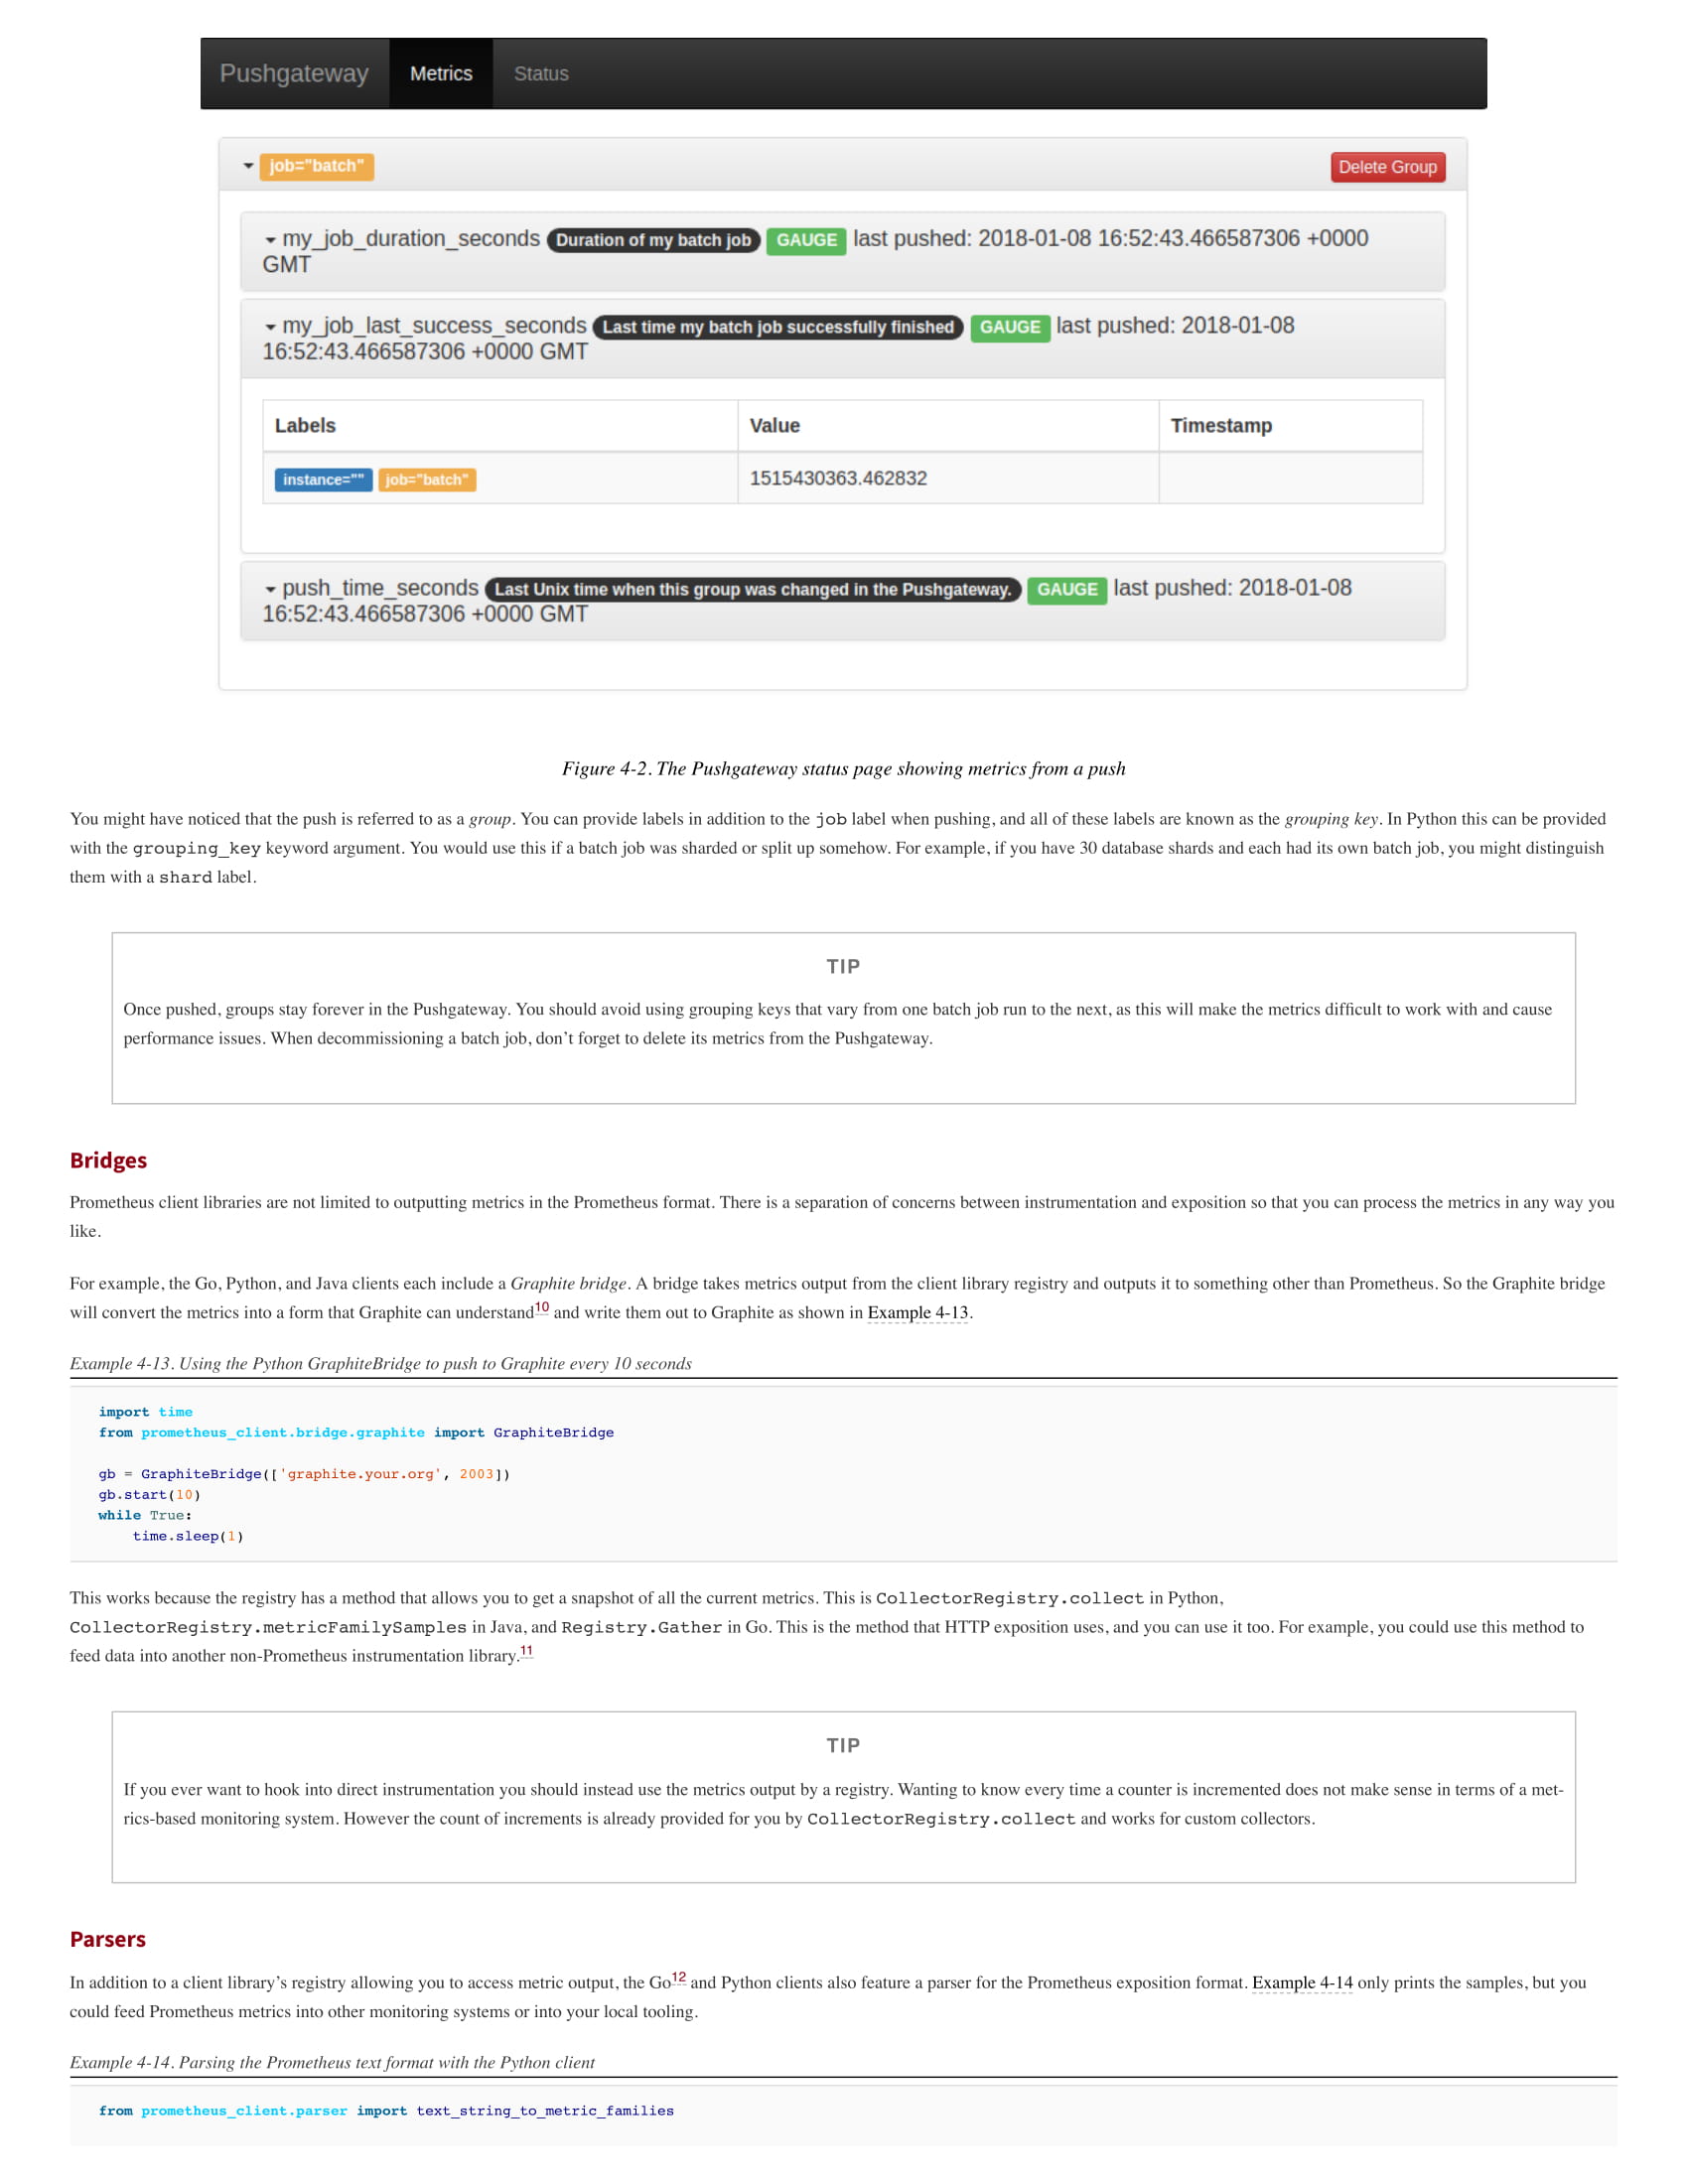 Pushgateway Metrics Status
job="batch" Delete Group
my_job_duration_seconds Duration of my batch job GAUGE last pushed: 2018-01-08 16:52:43.466587306 +0000
GMT
my_job_last_success_seconds Last time my batch job successfully finished GAUGE last pushed: 2018-01-08
16:52:43.466587306 +0000 GMT
Labels Value Timestamp
instance="" job="batch" 1515430363.462832
push_time_seconds Last Unix time when this group was changed in the Pushgateway. GAUGE last pushed: 2018-01-08
16:52:43.466587306 +0000 GMT
Figure 4-2. The Pushgateway status page showing metrics from a push
You might have noticed that the push is referred to as a group. You can provide labels in addition to the job label when pushing, and all of these labels are known as the grouping key. In Python this can be provided
with the grouping_key keyword argument. You would use this if a batch job was sharded or split up somehow. For example, if you have 30 database shards and each had its own batch job, you might distinguish
them with a shard label.
TIP
Once pushed, groups stay forever in the Pushgateway. You should avoid using grouping keys that vary from one batch job run to the next, as this will make the metrics difficult to work with and cause
performance issues. When decommissioning a batch job, don’t forget to delete its metrics from the Pushgateway.
Bridges
Prometheus client libraries are not limited to outputting metrics in the Prometheus format. There is a separation of concerns between instrumentation and exposition so that you can process the metrics in any way you
like.
For example, the Go, Python, and Java clients each include a Graphite bridge. A bridge takes metrics output from the client library registry and outputs it to something other than Prometheus. So the Graphite bridge
will convert the metrics into a form that Graphite can understand10 and write them out to Graphite as shown in Example 4-13.
Example 4-13. Using the Python GraphiteBridge to push to Graphite every 10 seconds
import time
from prometheus_client.bridge.graphite import GraphiteBridge
gb = GraphiteBridge(['graphite.your.org', 2003])
gb.start(10)
while True:
    time.sleep(1)
This works because the registry has a method that allows you to get a snapshot of all the current metrics. This is CollectorRegistry.collect in Python,
CollectorRegistry.metricFamilySamples in Java, and Registry.Gather in Go. This is the method that HTTP exposition uses, and you can use it too. For example, you could use this method to
feed data into another non-Prometheus instrumentation library.11
TIP
If you ever want to hook into direct instrumentation you should instead use the metrics output by a registry. Wanting to know every time a counter is incremented does not make sense in terms of a met-
rics-based monitoring system. However the count of increments is already provided for you by CollectorRegistry.collect and works for custom collectors.
Parsers
In addition to a client library’s registry allowing you to access metric output, the Go12 and Python clients also feature a parser for the Prometheus exposition format. Example 4-14 only prints the samples, but you
could feed Prometheus metrics into other monitoring systems or into your local tooling.
Example 4-14. Parsing the Prometheus text format with the Python client
from prometheus_client.parser import text_string_to_metric_families